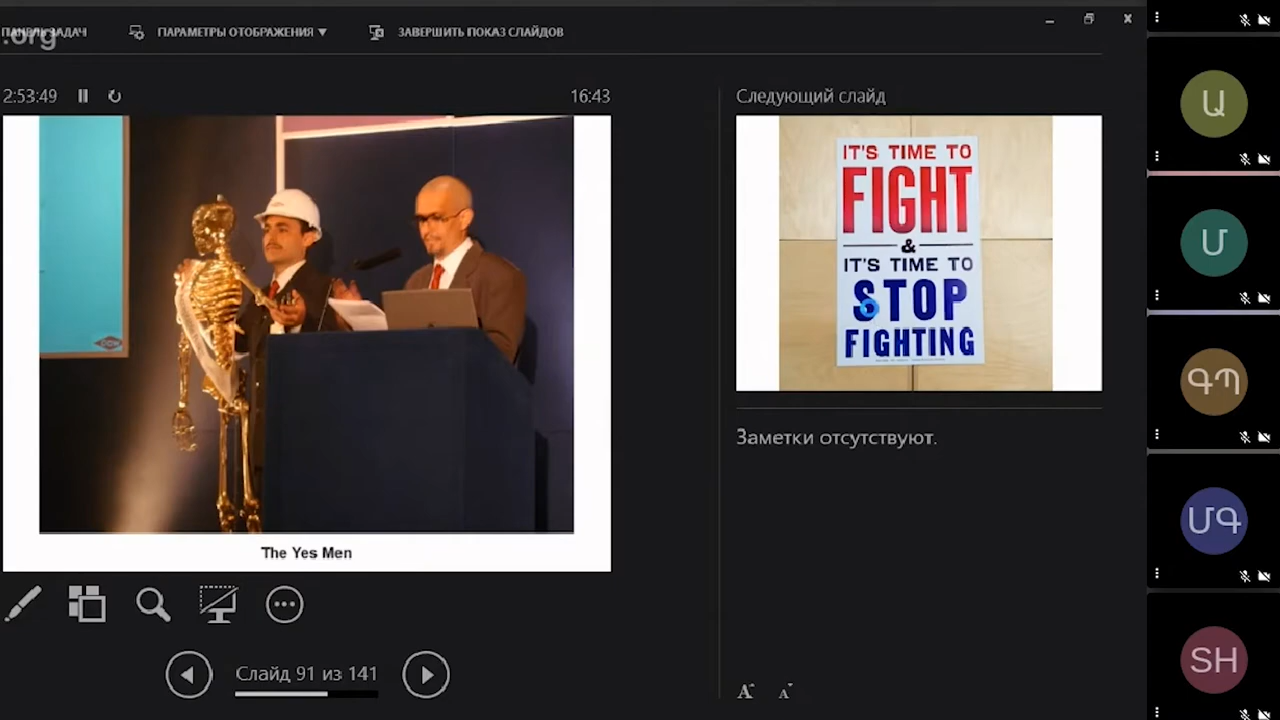 ПАНЕЛЬ ЗАДАЧ
ПАРАМЕТРЫ ОТОБРАЖЕНИЯ ▼
ЗАВЕРШИТЬ ПОКАЗ СЛАЙДОВ
.org
2:53:49
16:43
Следующий слайд
IT'S TIME TO
FIGHT
&
IT'S TIME TO
STOP
FIGHTING
Заметки отсутствуют.
The Yes Men
Слайд 91 из 141
Ա
Մ
ԳՊ
ՄԳ
SH